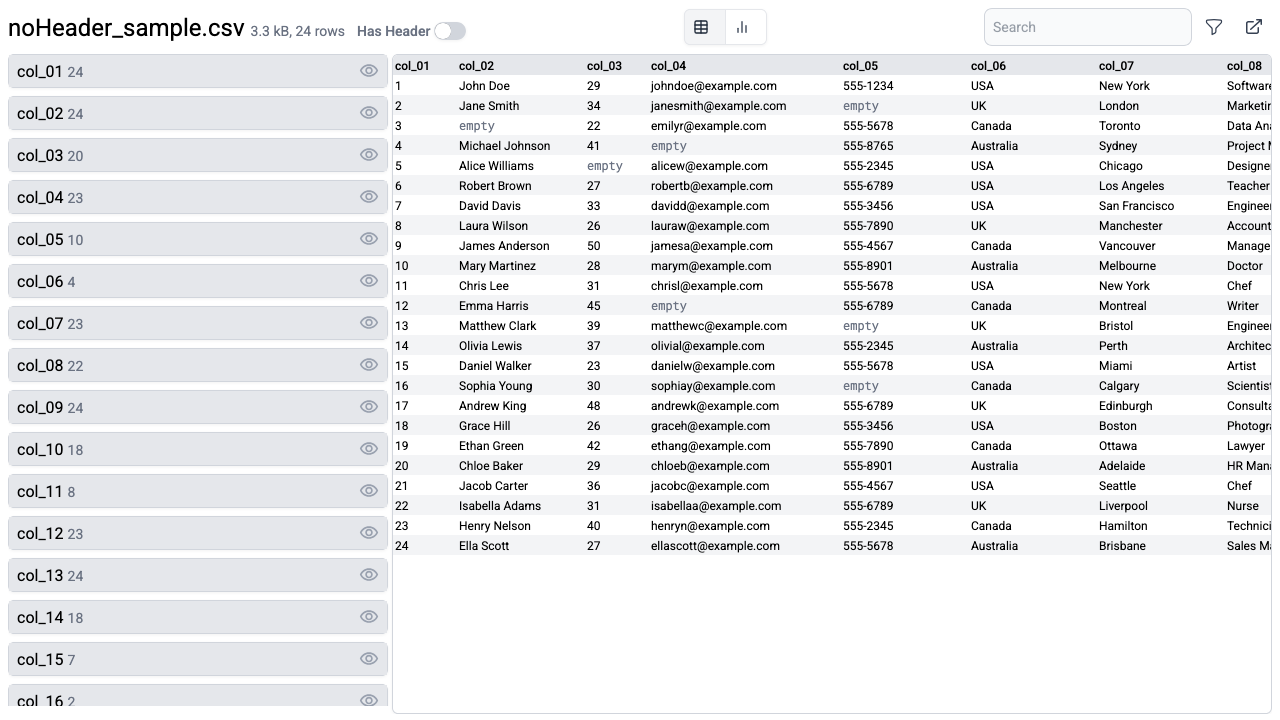 noHeader_sample.csv 3.3 kB, 24 rows Has Header
Search
col_01 24
col_02 24
col_03 20
col_04 23
col_05 10
col_06 4
col_07 23
col_08 22
col_09 24
col_10 18
col_11 8
col_12 23
col_13 24
col_14 18
col_15 7
col_16 2
col_01 col_02 col_03 col_04 col_05 col_06 col_07 col_08
1 John Doe 29 johndoe@example.com 555-1234 USA New York Software
2 Jane Smith 34 janesmith@example.com empty UK London Marketin
3 empty 22 emilyr@example.com 555-5678 Canada Toronto Data Ana
4 Michael Johnson 41 empty 555-8765 Australia Sydney Project M
5 Alice Williams empty alicew@example.com 555-2345 USA Chicago Designe
6 Robert Brown 27 robertb@example.com 555-6789 USA Los Angeles Teacher
7 David Davis 33 davidd@example.com 555-3456 USA San Francisco Engineer
8 Laura Wilson 26 lauraw@example.com 555-7890 UK Manchester Account
9 James Anderson 50 jamesa@example.com 555-4567 Canada Vancouver Manage
10 Mary Martinez 28 marym@example.com 555-8901 Australia Melbourne Doctor
11 Chris Lee 31 chrisl@example.com 555-5678 USA New York Chef
12 Emma Harris 45 empty 555-6789 Canada Montreal Writer
13 Matthew Clark 39 matthewc@example.com empty UK Bristol Engineer
14 Olivia Lewis 37 olivial@example.com 555-2345 Australia Perth Architec
15 Daniel Walker 23 danielw@example.com 555-5678 USA Miami Artist
16 Sophia Young 30 sophiay@example.com empty Canada Calgary Scientist
17 Andrew King 48 andrewk@example.com 555-6789 UK Edinburgh Consulta
18 Grace Hill 26 graceh@example.com 555-3456 USA Boston Photogra
19 Ethan Green 42 ethang@example.com 555-7890 Canada Ottawa Lawyer
20 Chloe Baker 29 chloeb@example.com 555-8901 Australia Adelaide HR Mana
21 Jacob Carter 36 jacobc@example.com 555-4567 USA Seattle Chef
22 Isabella Adams 31 isabellaa@example.com 555-6789 UK Liverpool Nurse
23 Henry Nelson 40 henryn@example.com 555-2345 Canada Hamilton Technici
24 Ella Scott 27 ellascott@example.com 555-5678 Australia Brisbane Sales Ma